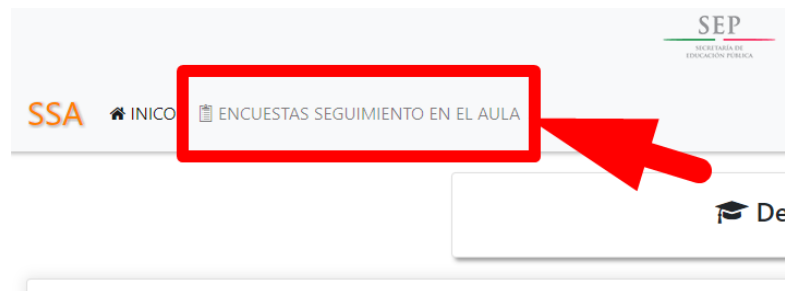 SEP
SECRETARÍA DE
EDUCACIÓN PÚBLICA
SSA INICO ENCUESTAS SEGUIMIENTO EN EL AULA
De